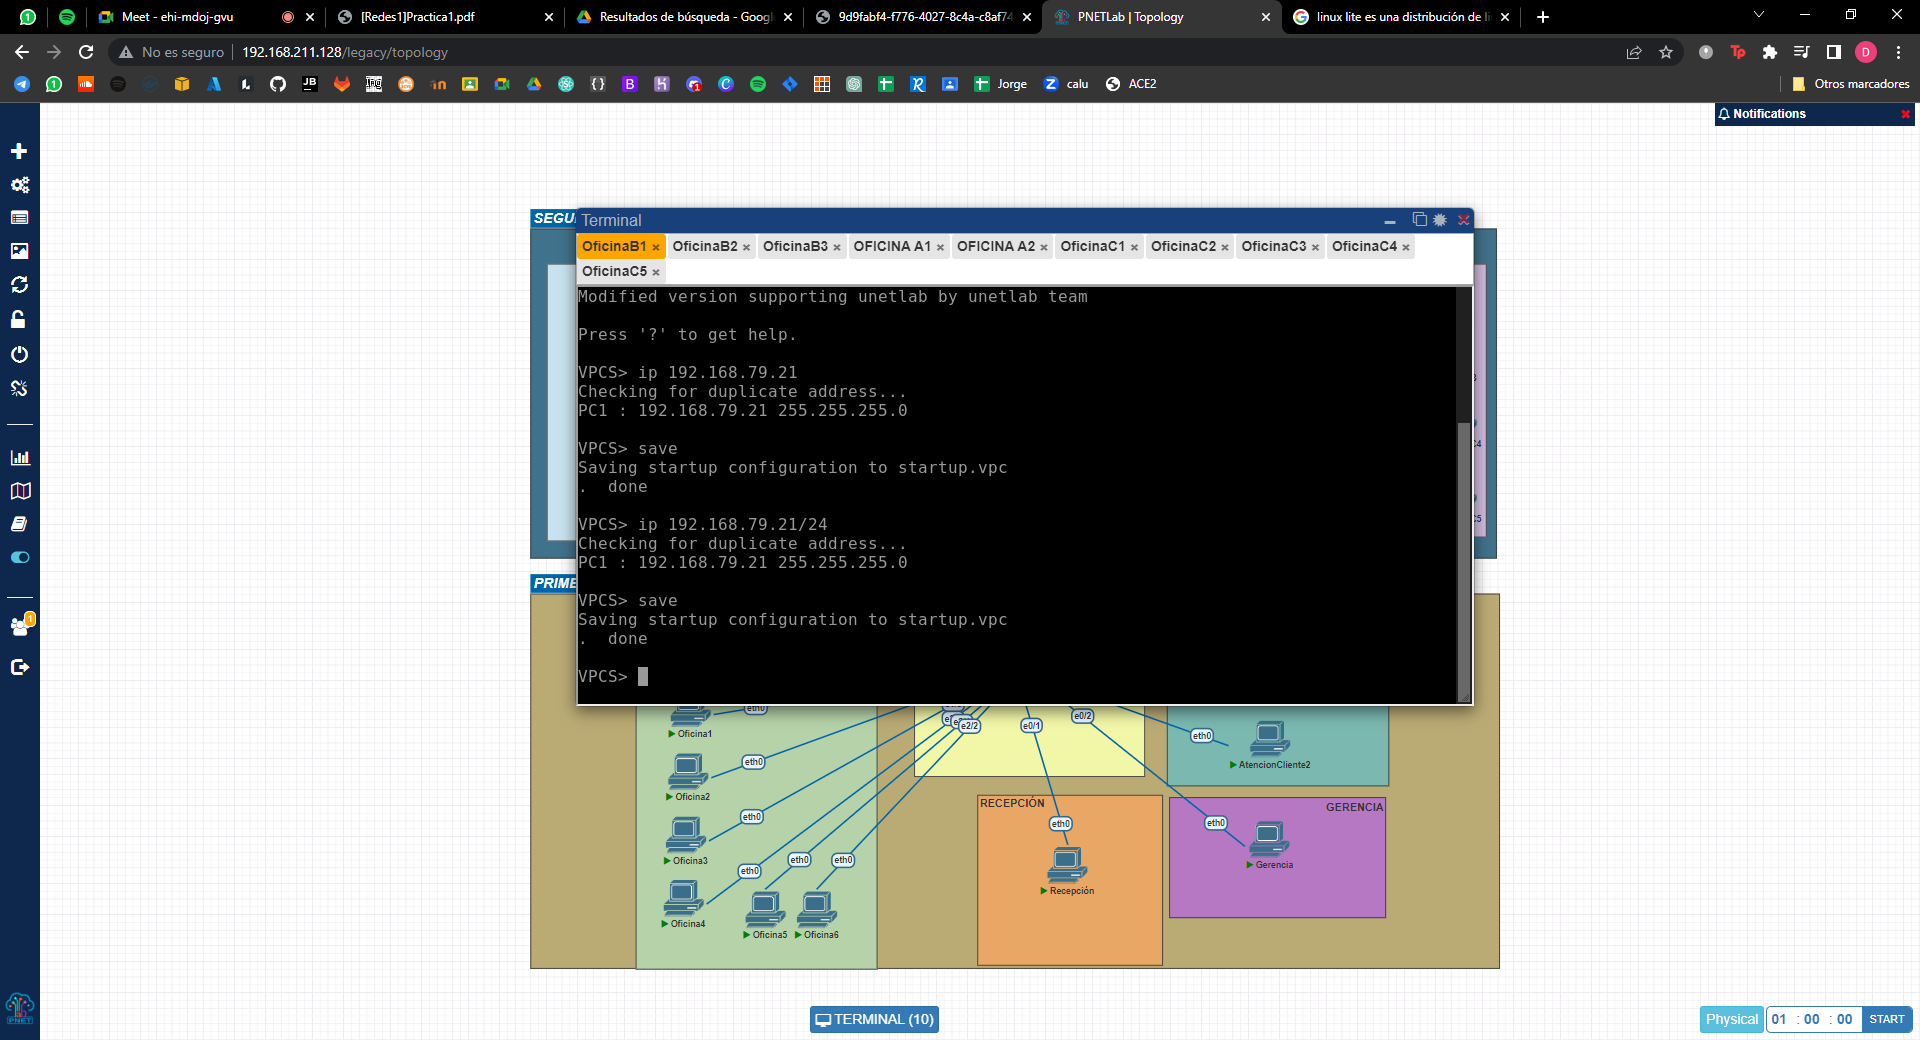 Meet - ehi-mdoj-gvu
[Redes1]Practica1.pdf
Resultados de búsqueda - Googl
9d9fabf4-f776-4027-8c4a-c8af74
PNETLab | Topology
linux lite es una distribución de li
No es seguro
192.168.211.128/legacy/topology
Jorge
calu
ACE2
Otros marcadores
Notifications
SEGU
Terminal
OficinaB1
OficinaB2
OficinaB3
OFICINA A1
OFICINA A2
OficinaC1
OficinaC2
OficinaC3
OficinaC4
OficinaC5
Modified version supporting unetlab by unetlab team
Press '?' to get help.
VPCS> ip 192.168.79.21
Checking for duplicate address...
PC1 : 192.168.79.21 255.255.255.0
VPCS> save
Saving startup configuration to startup.vpc
.  done
VPCS> ip 192.168.79.21/24
Checking for duplicate address...
PC1 : 192.168.79.21 255.255.255.0
VPCS> save
Saving startup configuration to startup.vpc
.  done
VPCS>
PRIME
eth0
Oficina1
eth0
Oficina2
eth0
Oficina3
eth0
Oficina4
eth0
Oficina5
eth0
Oficina6
e2/2
e0/1
e0/2
eth0
AtencionCliente2
RECEPCIÓN
eth0
Recepción
GERENCIA
eth0
Gerencia
PNET
TERMINAL (10)
Physical
01 : 00 : 00
START